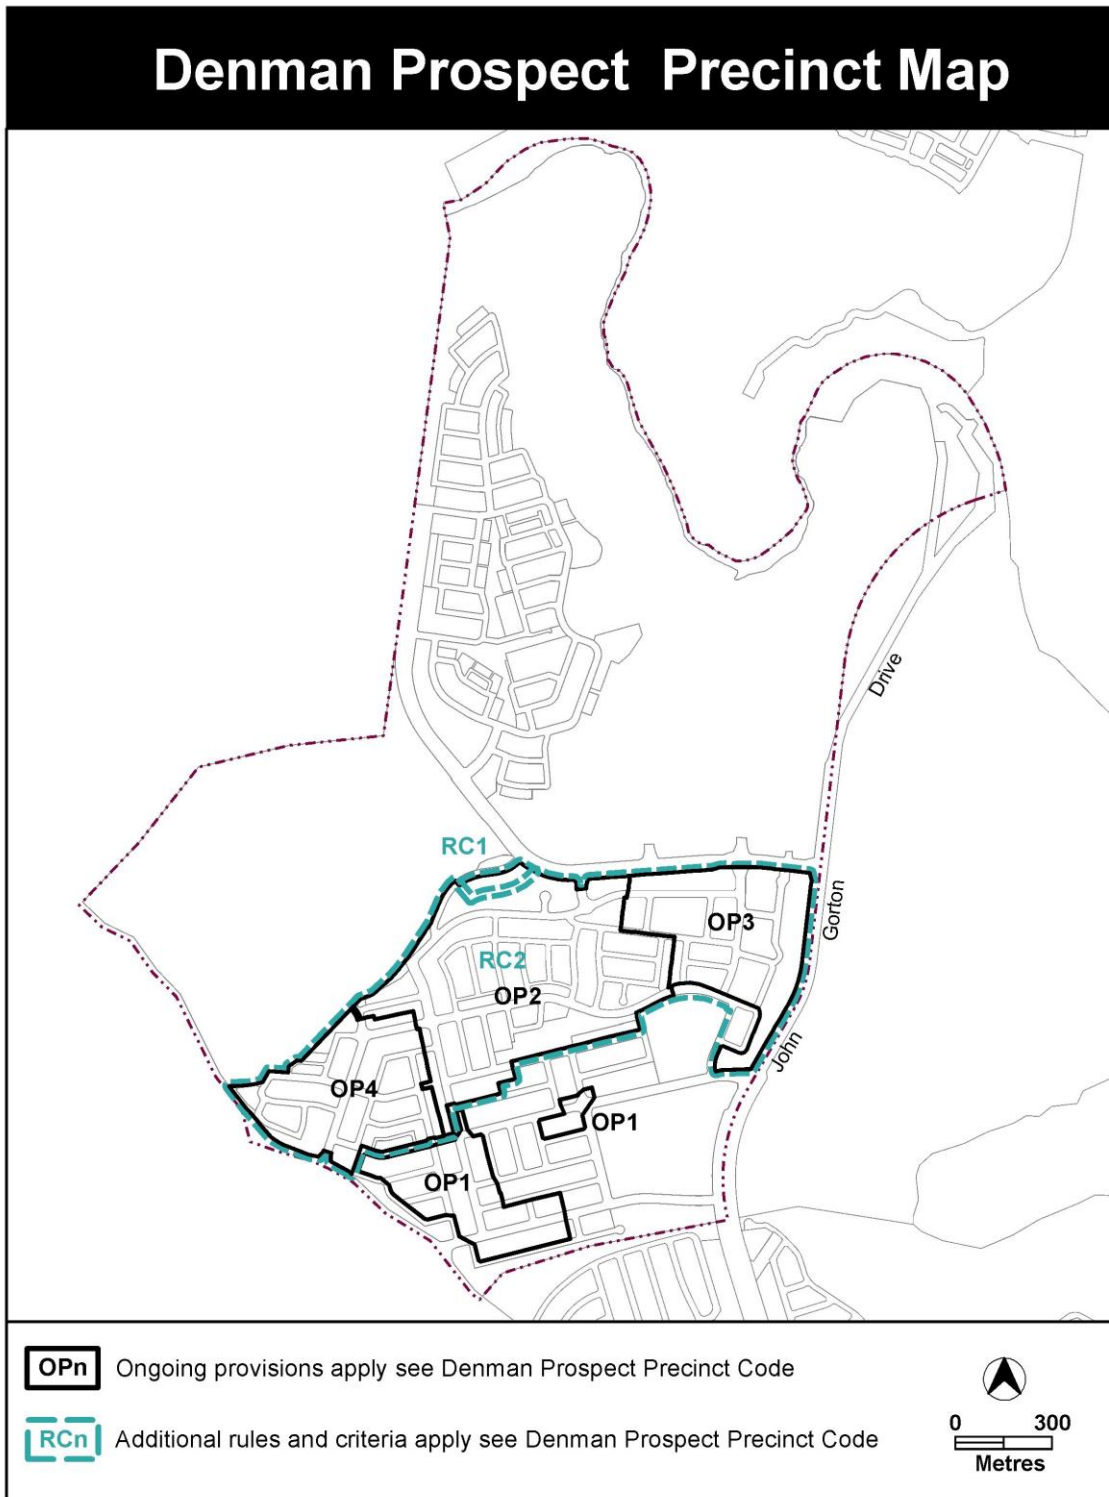 Denman Prospect Precinct Map
Drive
RC1
Gorton
OP3
RC2
OP2
John
OP4
OP1
OP1
OPn Ongoing provisions apply see Denman Prospect Precinct Code
RCn Additional rules and criteria apply see Denman Prospect Precinct Code
0 300
Metres